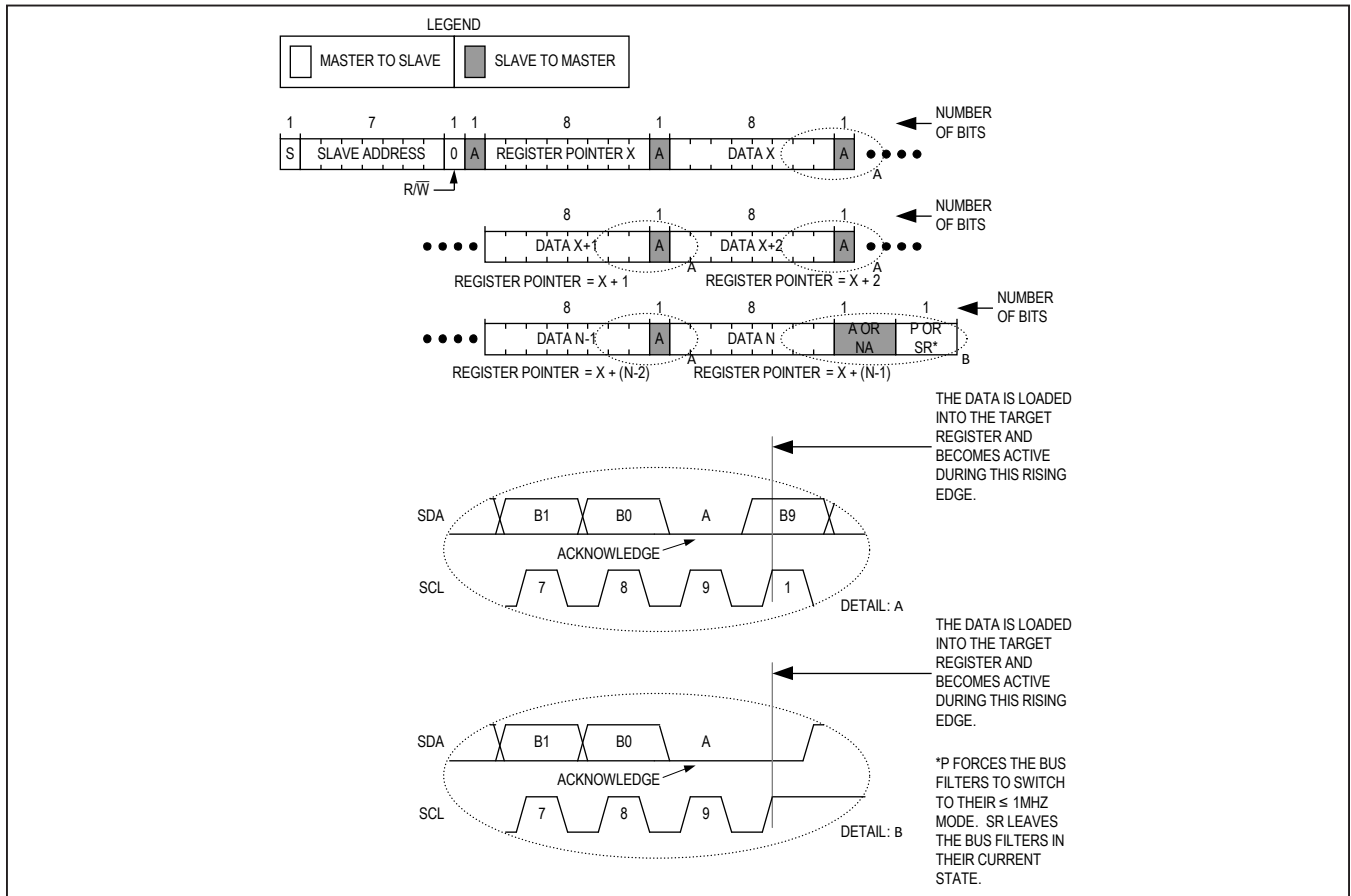 LEGEND
MASTER TO SLAVE
SLAVE TO MASTER
1 7 1 1 8 1 8 1
NUMBER
OF BITS
S SLAVE ADDRESS 0 A REGISTER POINTER X A DATA X A
A
R/W̅
8 1 8 1
NUMBER
OF BITS
DATA X+1 A DATA X+2 A
A A
REGISTER POINTER = X + 1 REGISTER POINTER = X + 2
8 1 8 1 1
NUMBER
OF BITS
DATA N-1 A DATA N A OR
NA
P OR
SR*
A B
REGISTER POINTER = X + (N-2) REGISTER POINTER = X + (N-1)
THE DATA IS LOADED
INTO THE TARGET
REGISTER AND
BECOMES ACTIVE
DURING THIS RISING
EDGE.
SDA B1 B0 A B9
ACKNOWLEDGE
SCL 7 8 9 1
DETAIL: A
THE DATA IS LOADED
INTO THE TARGET
REGISTER AND
BECOMES ACTIVE
DURING THIS RISING
EDGE.
SDA B1 B0 A
ACKNOWLEDGE
SCL 7 8 9
DETAIL: B
*P FORCES THE BUS
FILTERS TO SWITCH
TO THEIR ≤ 1MHZ
MODE. SR LEAVES
THE BUS FILTERS IN
THEIR CURRENT
STATE.